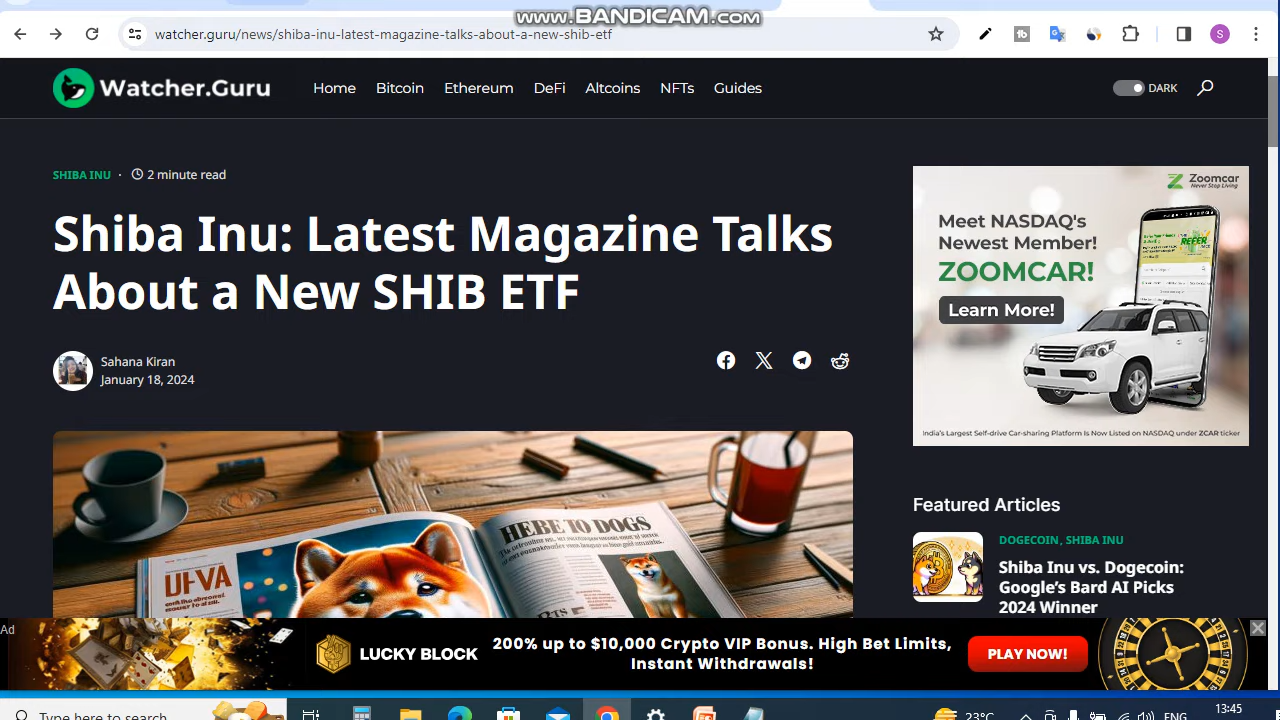 www.BANDICAM.com
watcher.guru/news/shiba-inu-latest-magazine-talks-about-a-new-shib-etf
S
Watcher.Guru
Home
Bitcoin
Ethereum
DeFi
Altcoins
NFTs
Guides
DARK
SHIBA INU · 2 minute read
Shiba Inu: Latest Magazine Talks
About a New SHIB ETF
Sahana Kiran
January 18, 2024
UFVA
HEBE IO DOGS
Zoomcar
Never Stop Living
Meet NASDAQ's
Newest Member!
ZOOMCAR!
Learn More!
REFER
India's Largest Self-drive Car-sharing Platform Is Now Listed on NASDAQ under ZCAR ticker
Featured Articles
DOGECOIN, SHIBA INU
Shiba Inu vs. Dogecoin:
Google's Bard AI Picks
2024 Winner
Ad
LUCKY BLOCK
200% up to $10,000 Crypto VIP Bonus. High Bet Limits,
Instant Withdrawals!
PLAY NOW!
Type here to search
23°C
ENG
13:45